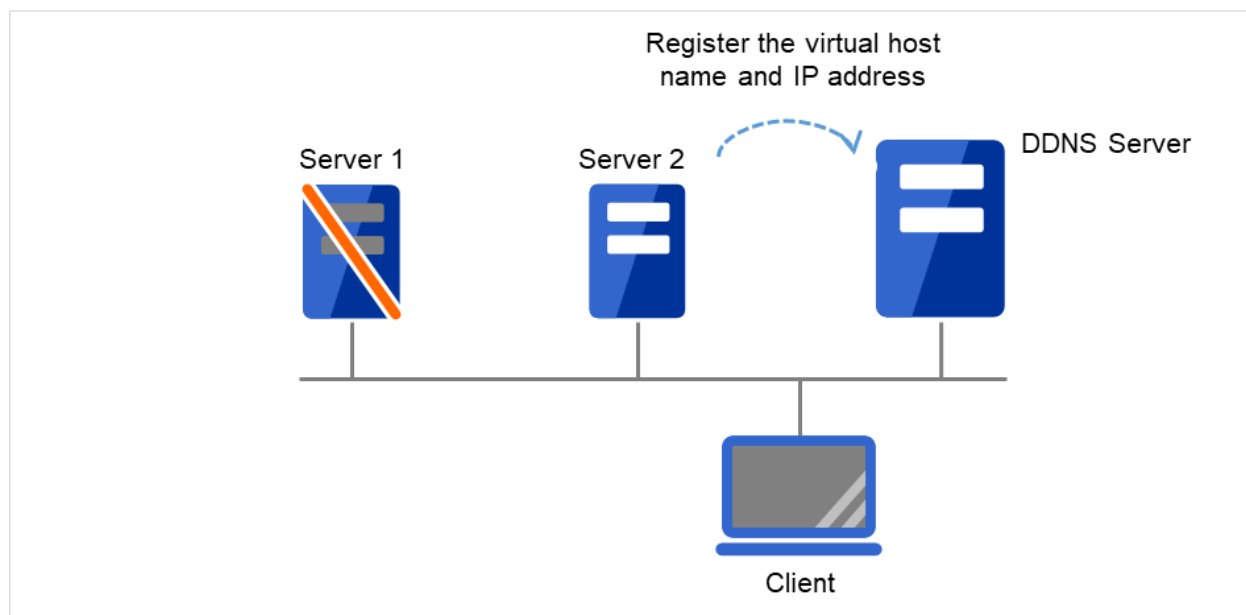 Register the virtual host
name and IP address
DDNS Server
Server 1
Server 2
Client